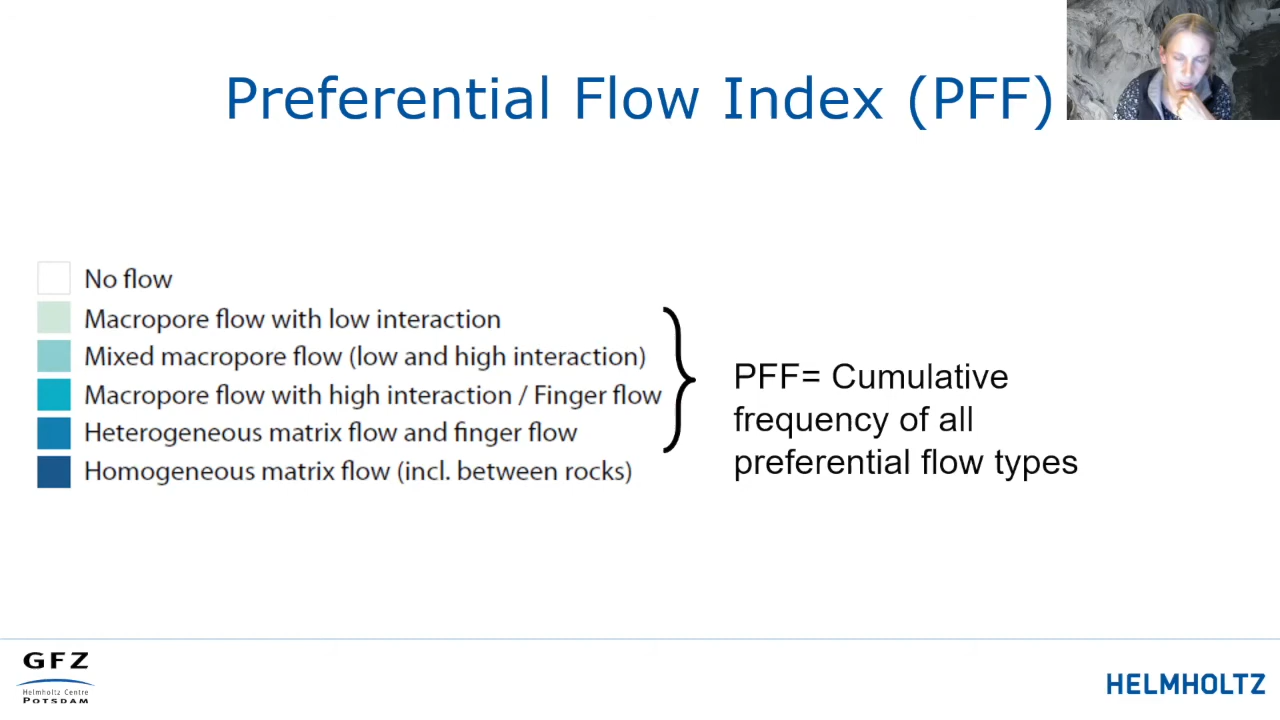 Preferential Flow Index (PFF)
No flow
Macropore flow with low interaction
Mixed macropore flow (low and high interaction)
Macropore flow with high interaction / Finger flow
Heterogeneous matrix flow and finger flow
Homogeneous matrix flow (incl. between rocks)
PFF= Cumulative
frequency of all
preferential flow types
GFZ
Helmholtz Centre
POTSDAM
HELMHOLTZ